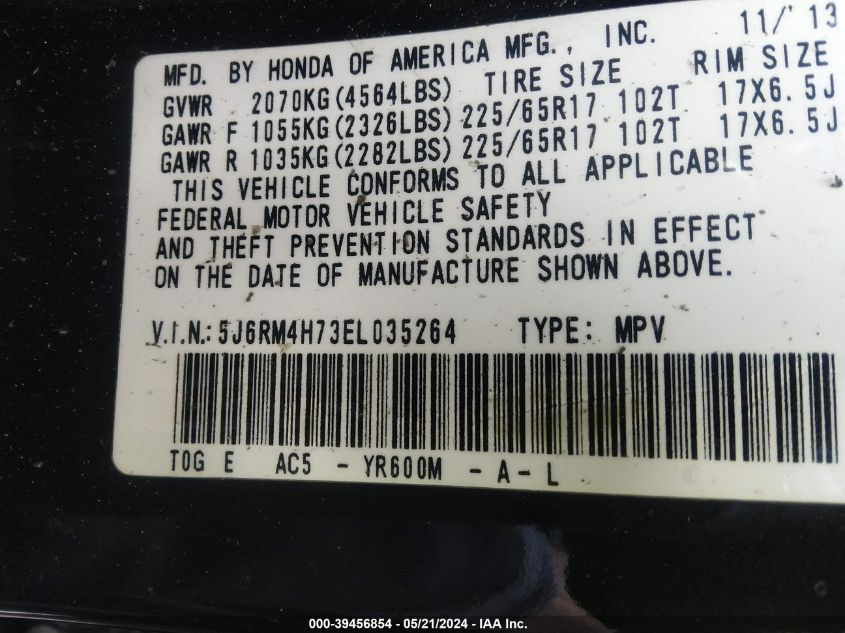 MFD. BY HONDA OF AMERICA MFG., INC. 11/'13
GVWR 2070KG(4564LBS) TIRE SIZE RIM SIZE
GAWR F 1055KG(2326LBS) 225/65R17 102T 17X6.5J
GAWR R 1035KG(2282LBS) 225/65R17 102T 17X6.5J
THIS VEHICLE CONFORMS TO ALL APPLICABLE
FEDERAL MOTOR VEHICLE SAFETY
AND THEFT PREVENTION STANDARDS IN EFFECT
ON THE DATE OF MANUFACTURE SHOWN ABOVE.
V.I.N.: 5J6RM4H73EL035264 TYPE: MPV
T0G E AC5 - YR600M - A - L
000-39456854 - 05/21/2024 - IAA Inc.